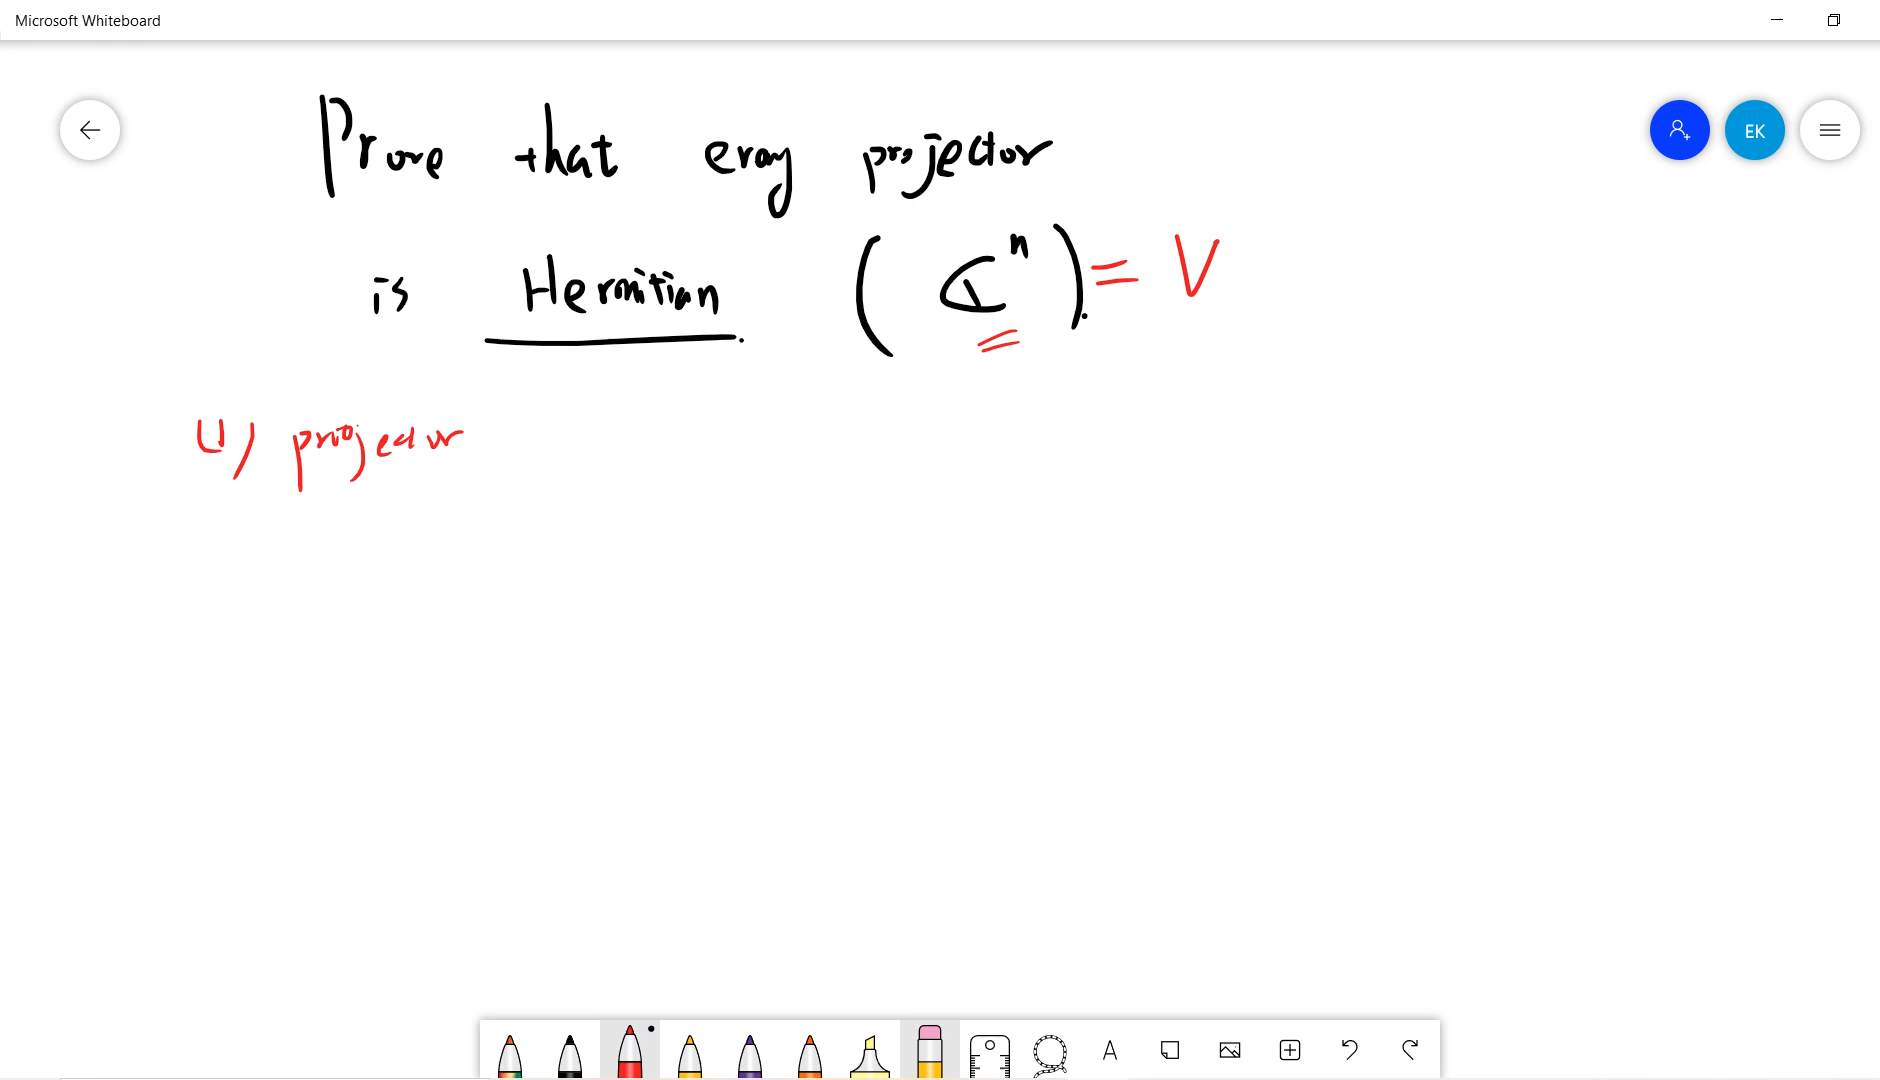 Microsoft Whiteboard
Prove that every projector
is Hermitian (ℂⁿ). = V
EK
(1) projector
A